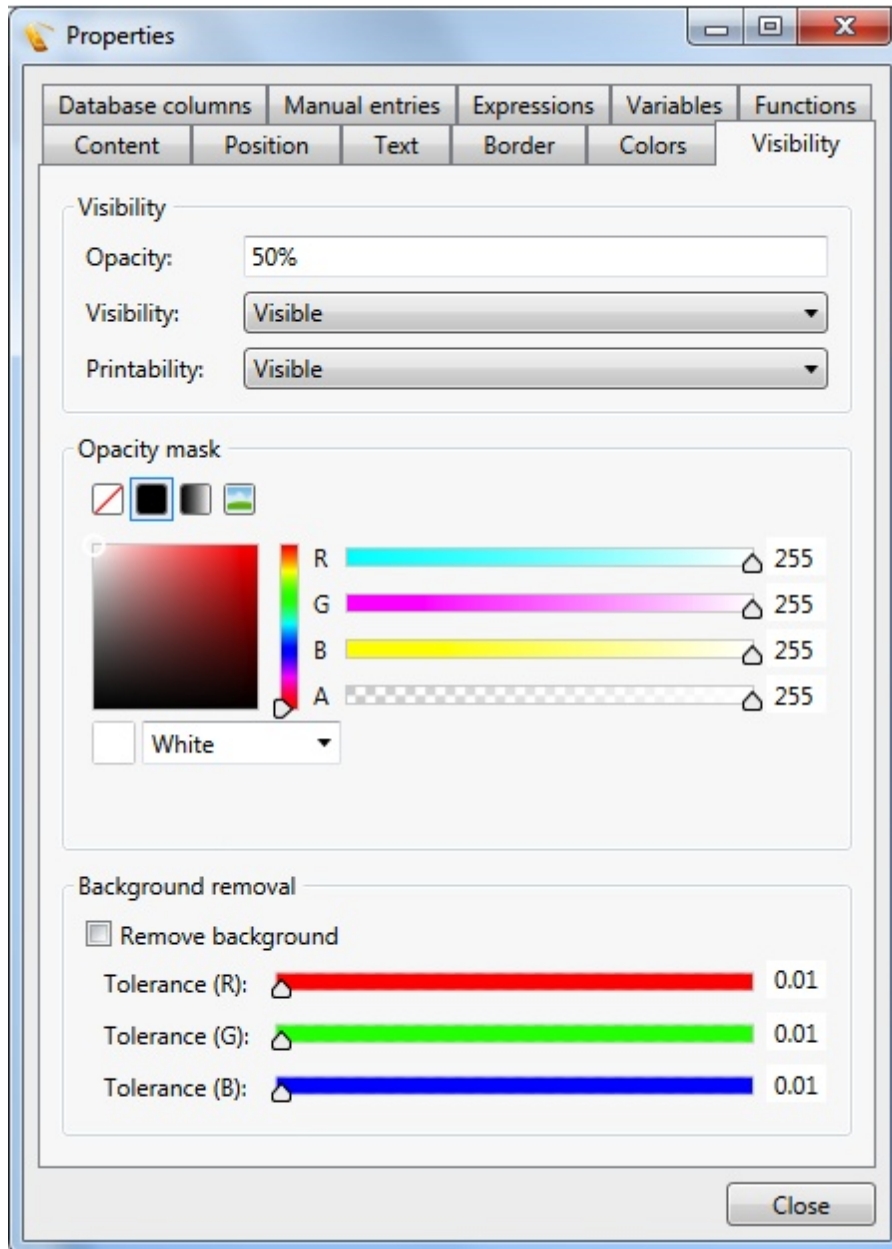 Properties
Database columns Manual entries Expressions Variables Functions
Content Position Text Border Colors Visibility
Visibility
Opacity: 50%
Visibility: Visible
Printability: Visible
Opacity mask
R 255
G 255
B 255
A 255
White
Background removal
Remove background
Tolerance (R): 0.01
Tolerance (G): 0.01
Tolerance (B): 0.01
Close